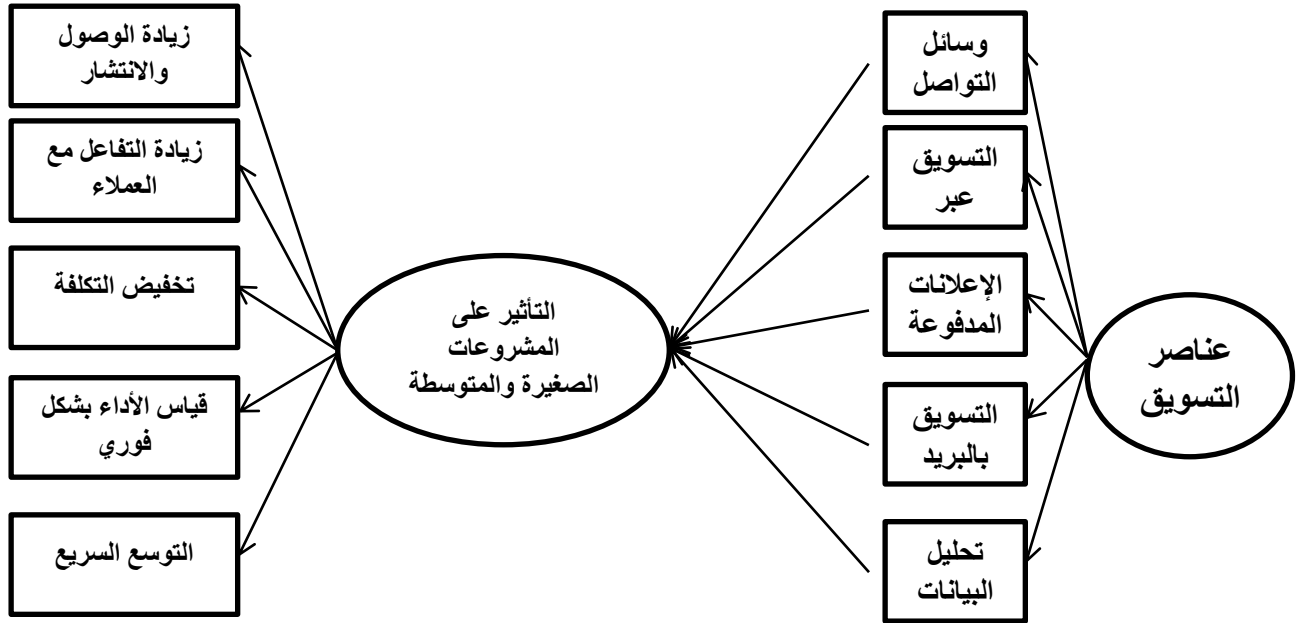 عناصر
التسويق
وسائل
التواصل
التسويق
عبر
الإعلانات
المدفوعة
التسويق
بالبريد
تحليل
البيانات
التأثير على
المشروعات
الصغيرة والمتوسطة
زيادة الوصول
والانتشار
زيادة التفاعل مع
العملاء
تخفيض التكلفة
قياس الأداء بشكل
فوري
التوسع السريع